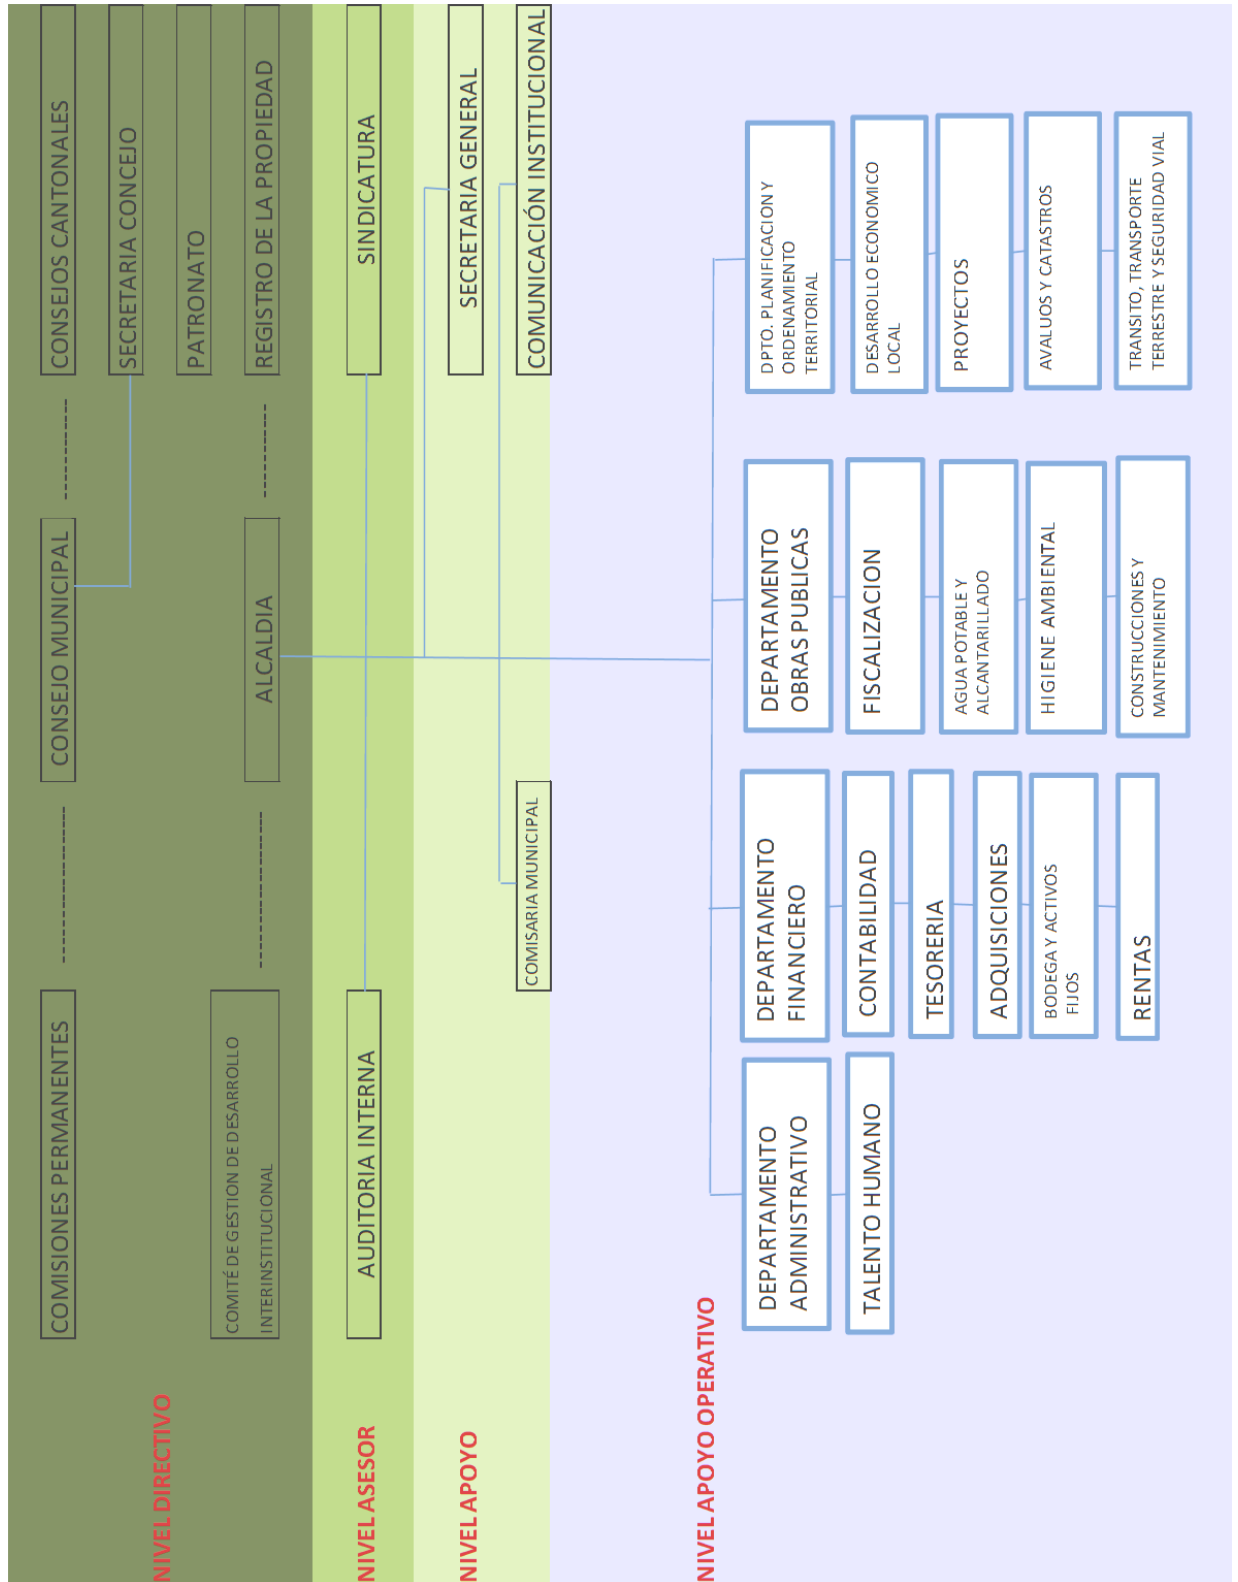 NIVEL DIRECTIVO
COMISIONES PERMANENTES
----------------
CONSEJO MUNICIPAL
-----------
CONSEJOS CANTONALES
SECRETARIA CONCEJO
PATRONATO
COMITÉ DE GESTION DE DESARROLLO
INTERINSTITUCIONAL
----------------
ALCALDIA
----------
REGISTRO DE LA PROPIEDAD
NIVEL ASESOR
AUDITORIA INTERNA
SINDICATURA
NIVEL APOYO
SECRETARIA GENERAL
COMISARIA MUNICIPAL
COMUNICACIÓN INSTITUCIONAL
NIVEL APOYO OPERATIVO
DEPARTAMENTO
ADMINISTRATIVO
TALENTO HUMANO
DEPARTAMENTO
FINANCIERO
CONTABILIDAD
TESORERIA
ADQUISICIONES
BODEGA Y ACTIVOS
FIJOS
RENTAS
DEPARTAMENTO
OBRAS PUBLICAS
FISCALIZACION
AGUA POTABLE Y
ALCANTARILLADO
HIGIENE AMBIENTAL
CONSTRUCCIONES Y
MANTENIMIENTO
DPTO. PLANIFICACION Y
ORDENAMIENTO
TERRITORIAL
DESARROLLO ECONOMICO
LOCAL
PROYECTOS
AVALUOS Y CATASTROS
TRANSITO, TRANSPORTE
TERRESTRE Y SEGURIDAD VIAL